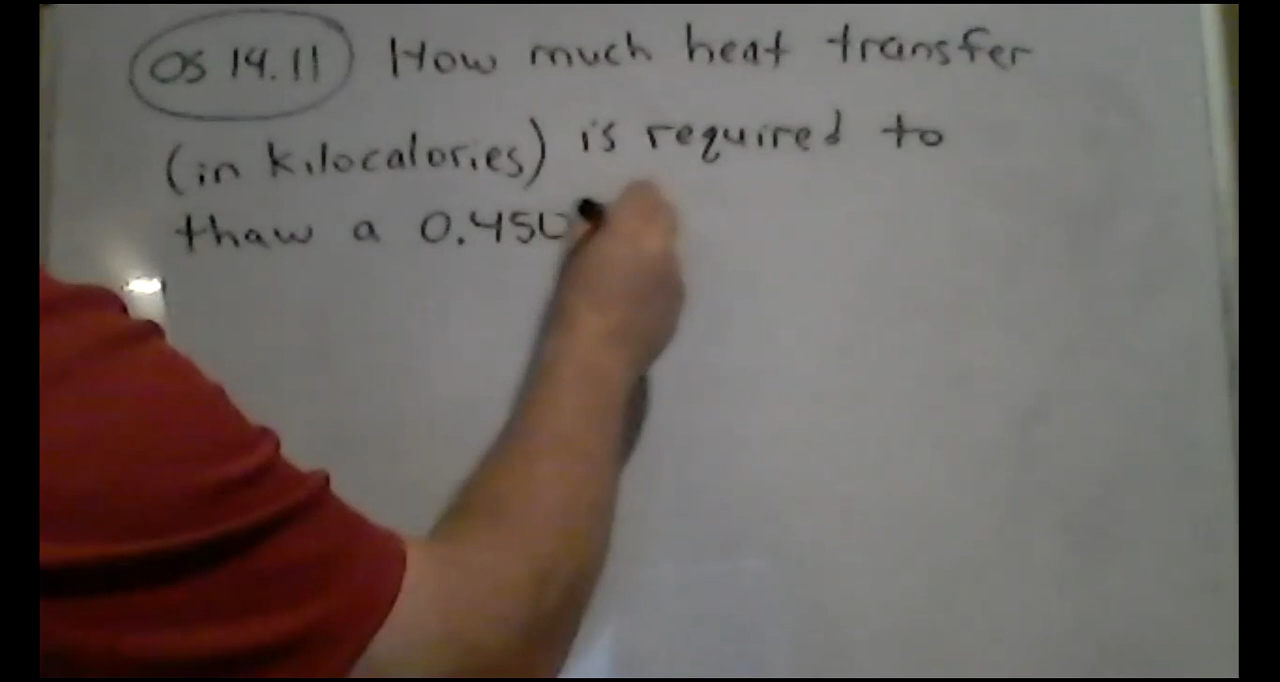 OS 14.11 How much heat transfer
(in kilocalories) is required to
thaw a 0.450